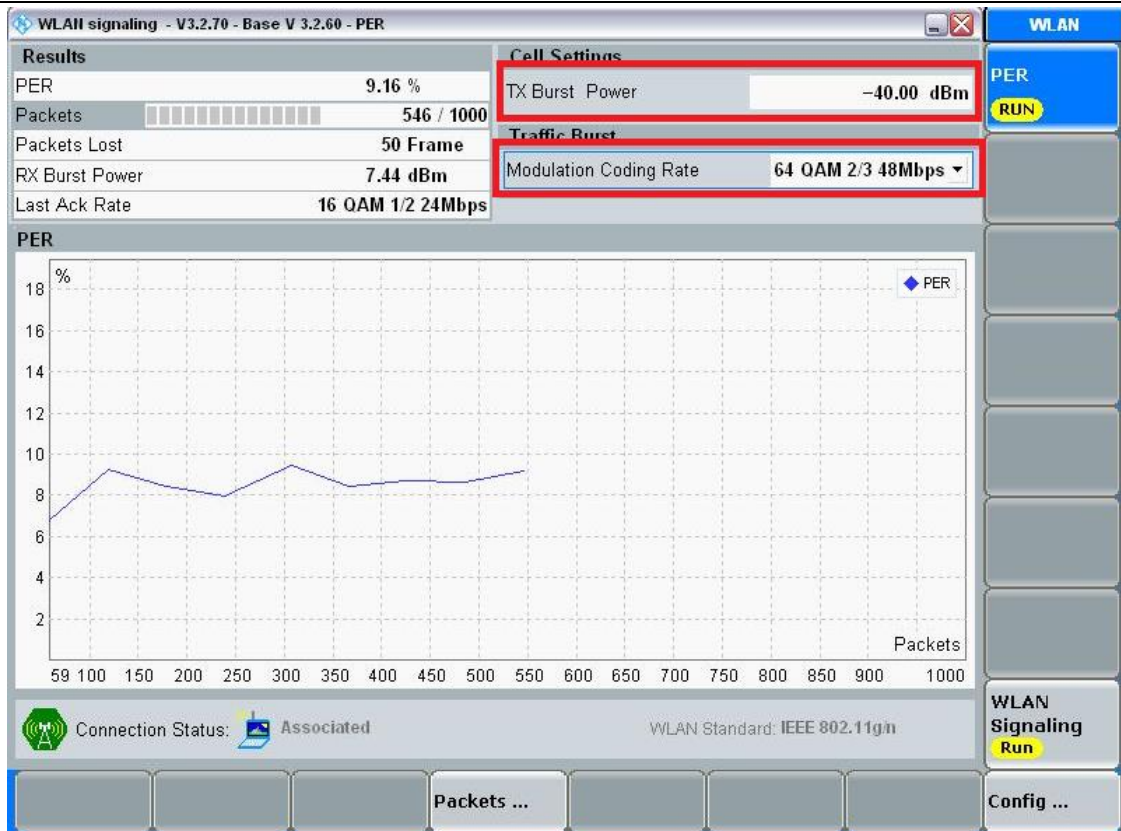 WLAN signaling - V3.2.70 - Base V 3.2.60 - PER
WLAN
Results
PER 9.16 %
Packets 546 / 1000
Packets Lost 50 Frame
RX Burst Power 7.44 dBm
Last Ack Rate 16 QAM 1/2 24Mbps
Cell Settings
TX Burst Power -40.00 dBm
Traffic Burst
Modulation Coding Rate 64 QAM 2/3 48Mbps
PER
RUN
PER
%
PER
18
16
14
12
10
8
6
4
2
Packets
59 100 150 200 250 300 350 400 450 500 550 600 650 700 750 800 850 900 1000
Connection Status: Associated
WLAN Standard: IEEE 802.11g/n
WLAN
Signaling
Run
Packets ...
Config ...